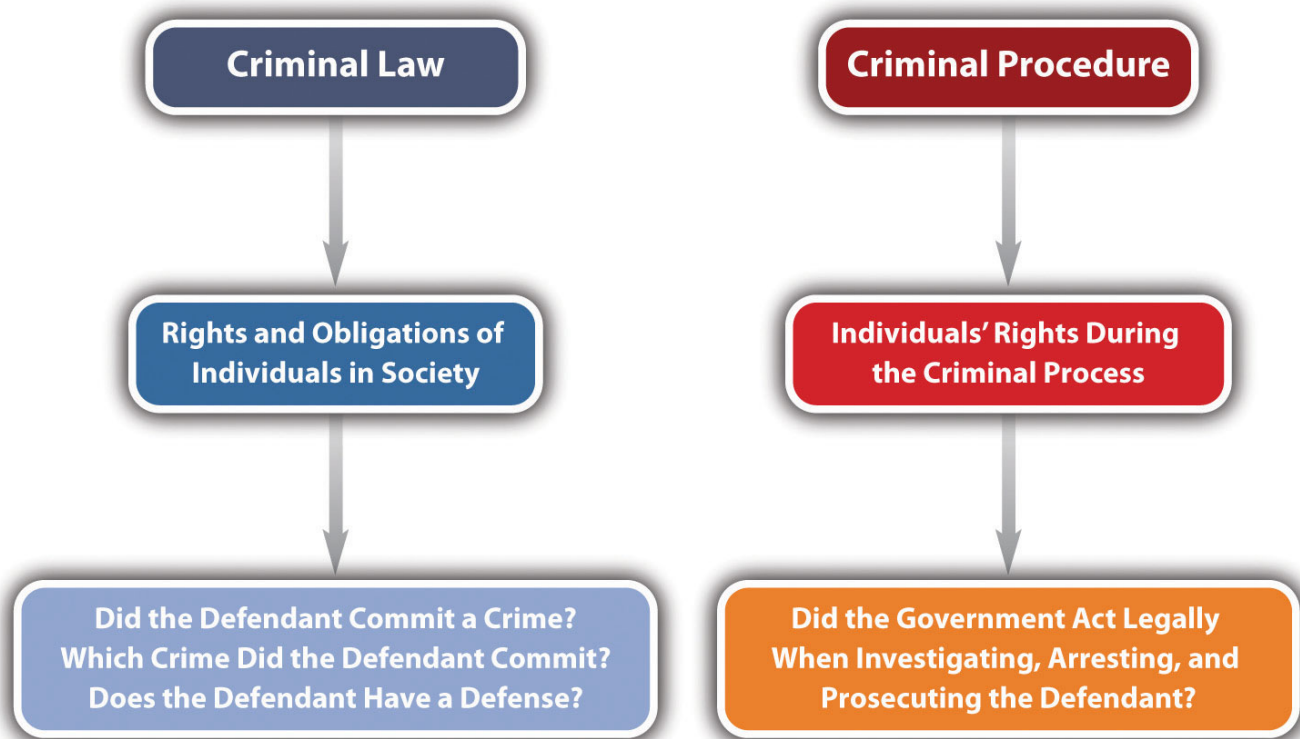 Criminal Law
Rights and Obligations of
Individuals in Society
Did the Defendant Commit a Crime?
Which Crime Did the Defendant Commit?
Does the Defendant Have a Defense?
Criminal Procedure
Individuals’ Rights During
the Criminal Process
Did the Government Act Legally
When Investigating, Arresting, and
Prosecuting the Defendant?